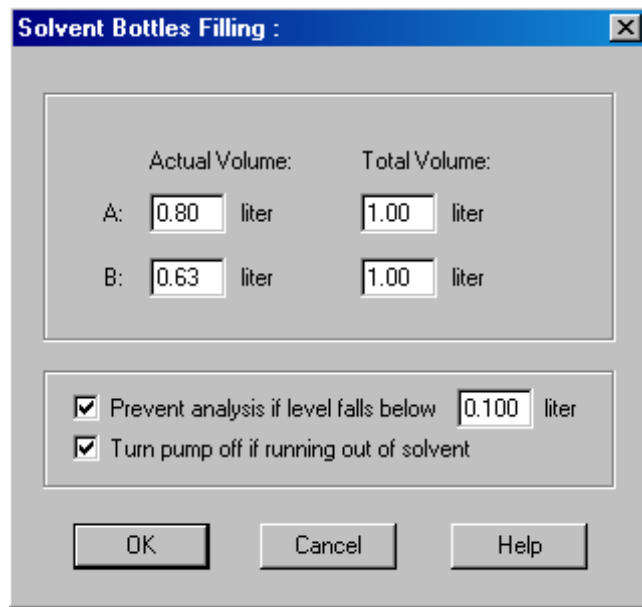 Solvent Bottles Filling :
Actual Volume: Total Volume:
A: 0.80 liter 1.00 liter
B: 0.63 liter 1.00 liter
Prevent analysis if level falls below 0.100 liter
Turn pump off if running out of solvent
OK Cancel Help